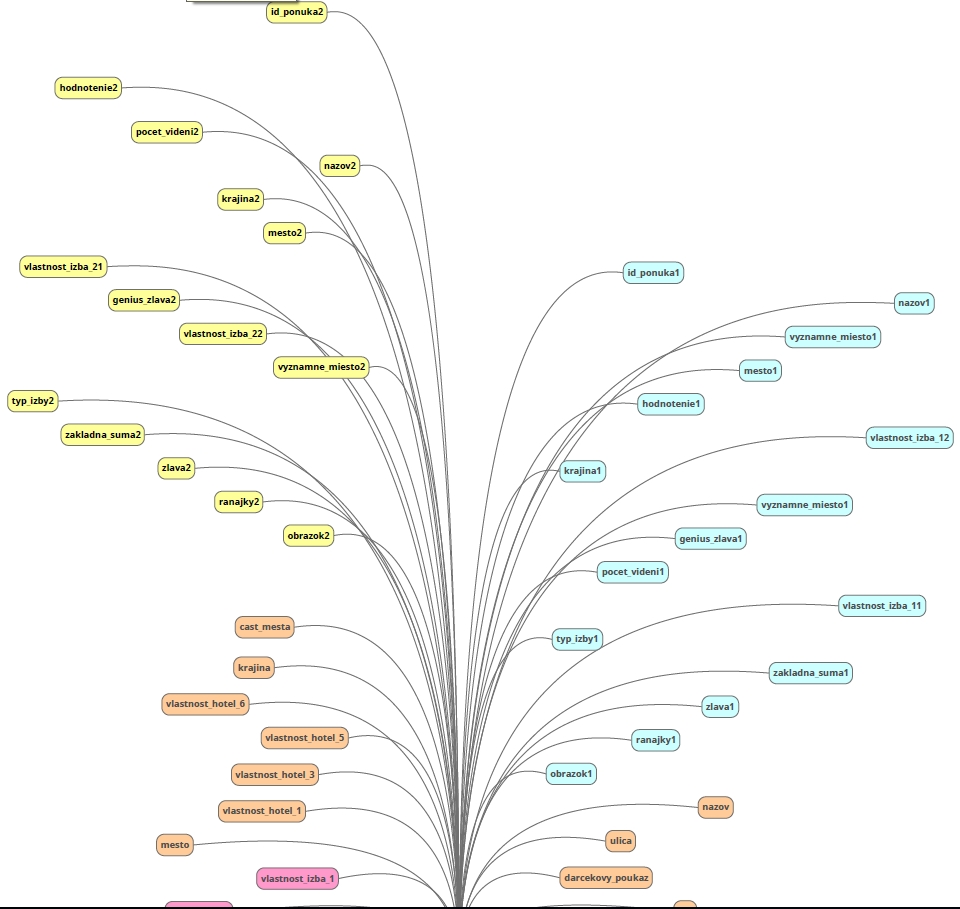 id_ponuka2
hodnotenie2
pocet_videni2
nazov2
krajina2
mesto2
vlastnost_izba_21
genius_zlava2
vlastnost_izba_22
vyznamne_miesto2
typ_izby2
zakladna_suma2
zlava2
ranajky2
obrazok2
cast_mesta
krajina
vlastnost_hotel_6
vlastnost_hotel_5
vlastnost_hotel_3
vlastnost_hotel_1
mesto
vlastnost_izba_1
id_ponuka1
nazov1
vyznamne_miesto1
mesto1
hodnotenie1
vlastnost_izba_12
krajina1
vyznamne_miesto1
genius_zlava1
pocet_videni1
vlastnost_izba_11
typ_izby1
zakladna_suma1
zlava1
ranajky1
obrazok1
nazov
ulica
darcekovy_poukaz